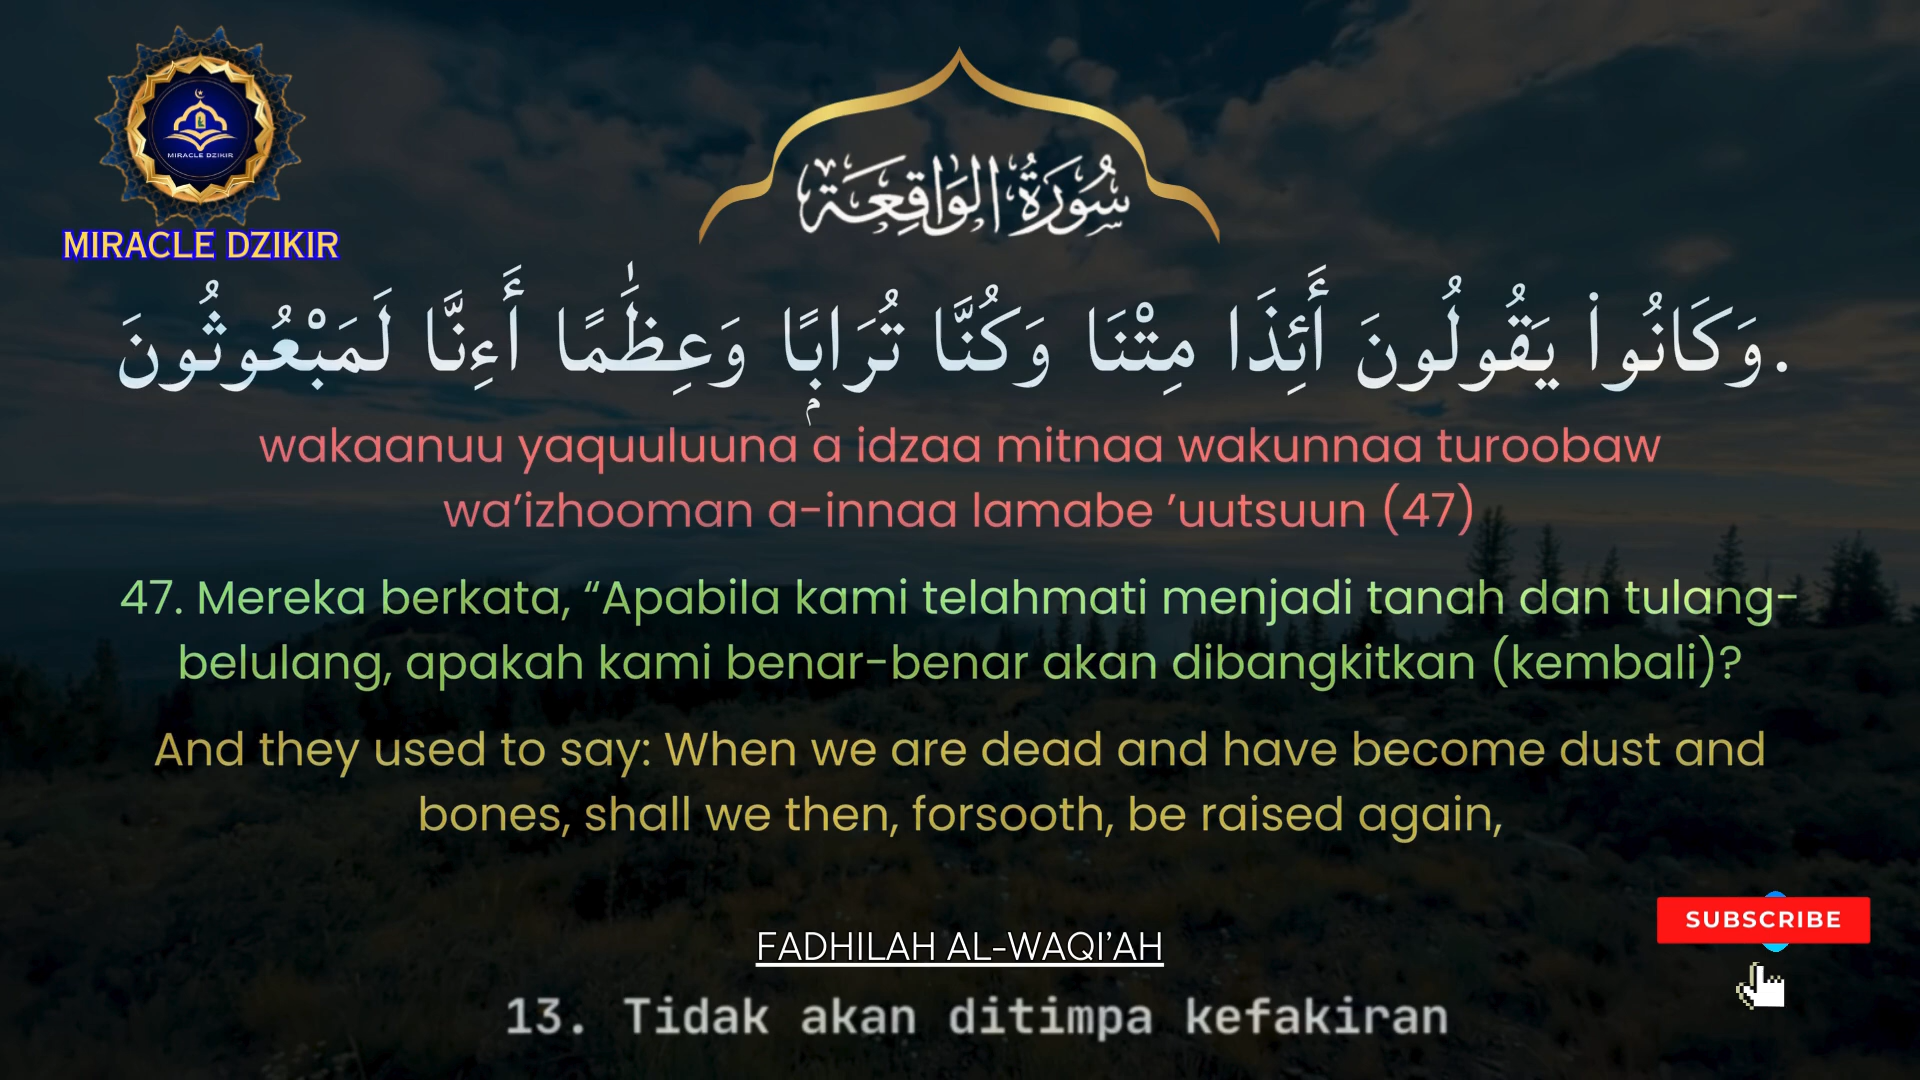 MIRACLE DZIKIR
MIRACLE DZIKIR
سُورَةُ الوَاقِعَة
.وَكَانُوا۟ يَقُولُونَ أَئِذَا مِتْنَا وَكُنَّا تُرَابًۭا وَعِظَٰمًا أَءِنَّا لَمَبْعُوثُونَ
wakaanuu yaquuluuna a idzaa mitnaa wakunnaa turoobaw
wa’izhooman a-innaa lamabe ’uutsuun (47)
47. Mereka berkata, “Apabila kami telahmati menjadi tanah dan tulang-
belulang, apakah kami benar-benar akan dibangkitkan (kembali)?
And they used to say: When we are dead and have become dust and
bones, shall we then, forsooth, be raised again,
SUBSCRIBE
FADHILAH AL-WAQI’AH
13. Tidak akan ditimpa kefakiran